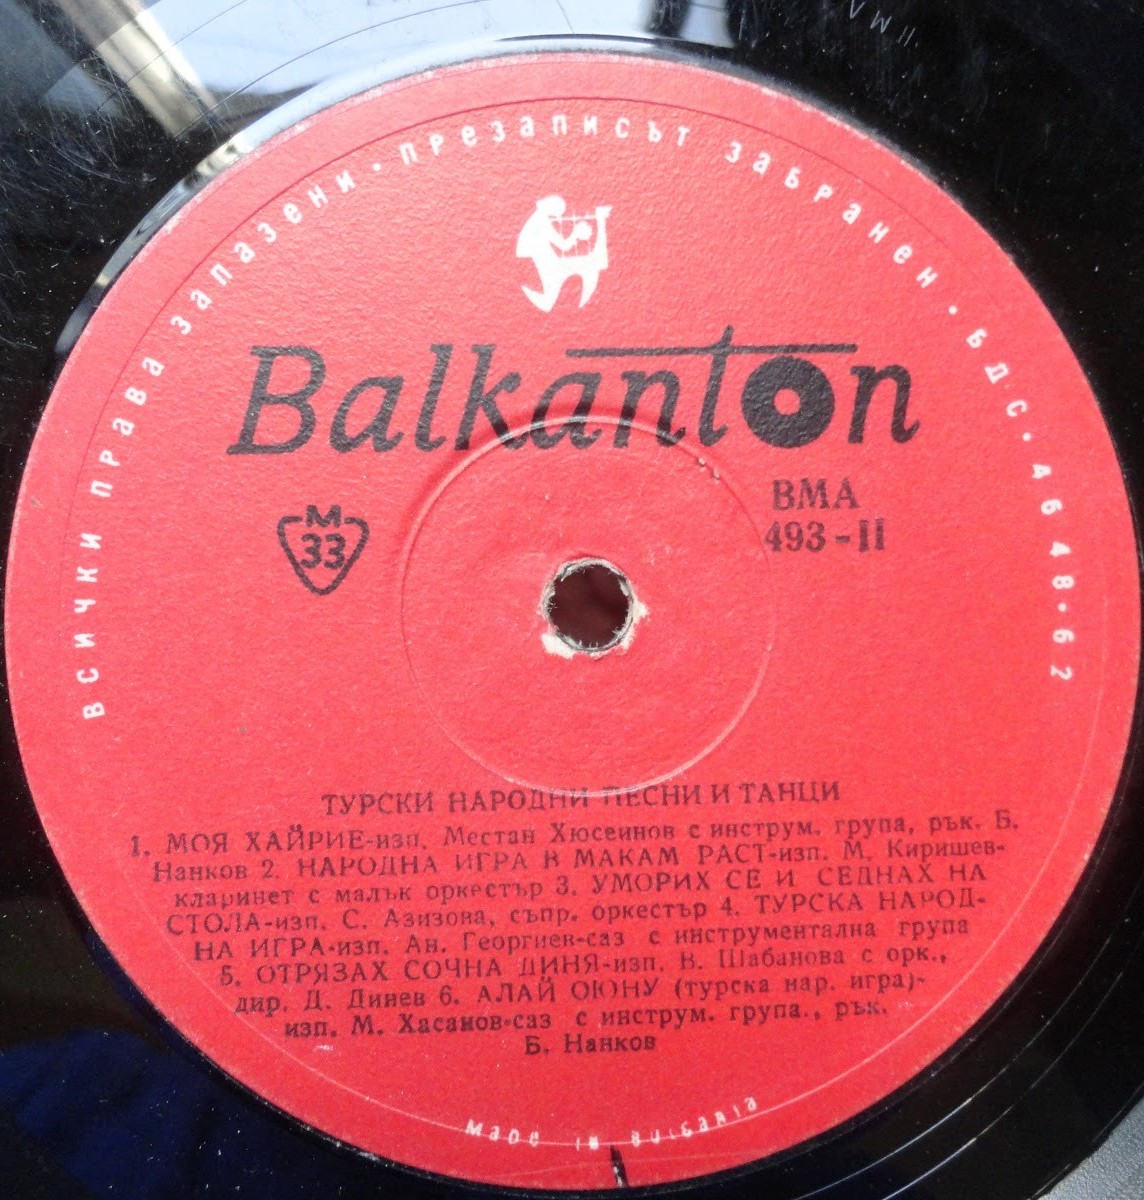 ВСИЧКИ ПРАВА ЗАПАЗЕНИ · ПРЕЗАПИСЪТ ЗАБРАНЕН · БДС · 4648·62
Balkanton
М
33
ВМА
493-II
ТУРСКИ НАРОДНИ ПЕСНИ И ТАНЦИ
1. МОЯ ХАЙРИЕ-изп. Местан Хюсеинов с инструм. група, рък. Б.
Нанков 2. НАРОДНА ИГРА В МАКАМ РАСТ-изп. М. Киришев-
кларинет с малък оркестър 3. УМОРИХ СЕ И СЕДНАХ НА
СТОЛА-изп. С. Азизова, съпр. оркестър 4. ТУРСКА НАРОД-
НА ИГРА-изп. Ан. Георгиев-саз с инструментална група
5. ОТРЯЗАХ СОЧНА ДИНЯ-изп. В. Шабанова с орк.,
дир. Д. Динев 6. АЛАЙ ОЮНУ (турска нар. игра)-
изп. М. Хасанов-саз с инструм. група., рък.
Б. Нанков
MADE IN BULGARIA